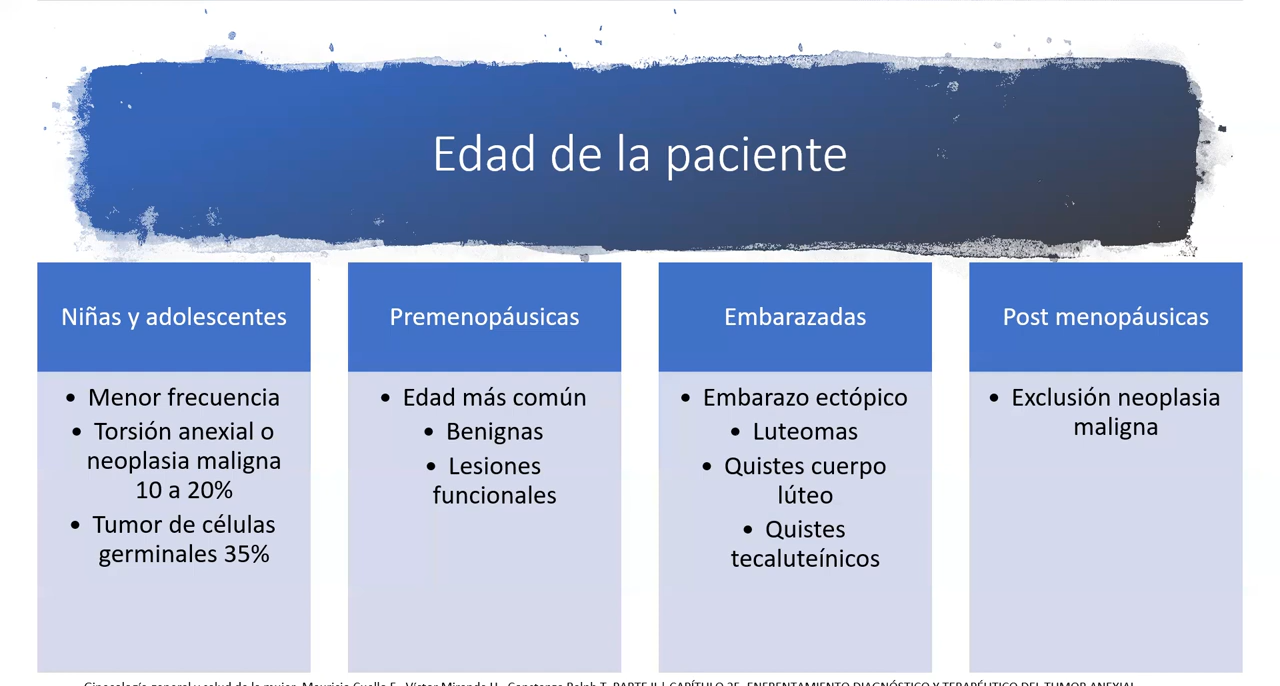 Edad de la paciente
Niñas y adolescentes
• Menor frecuencia
• Torsión anexial o
neoplasia maligna
10 a 20%
• Tumor de células
germinales 35%
Premenopáusicas
• Edad más común
• Benignas
• Lesiones
funcionales
Embarazadas
• Embarazo ectópico
• Luteomas
• Quistes cuerpo
lúteo
• Quistes
tecaluteínicos
Post menopáusicas
• Exclusión neoplasia
maligna